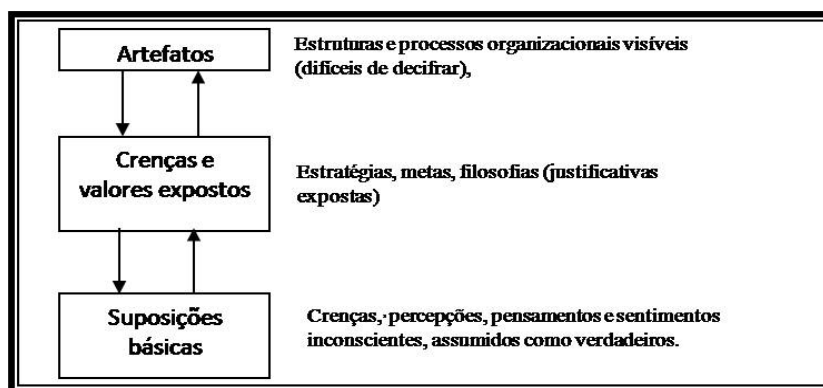 Artefatos
Estruturas e processos organizacionais visíveis
(difíceis de decifrar),
Crenças e
valores expostos
Estratégias, metas, filosofias (justificativas
expostas)
Suposições
básicas
Crenças,·percepções, pensamentos e sentimentos
inconscientes, assumidos como verdadeiros.